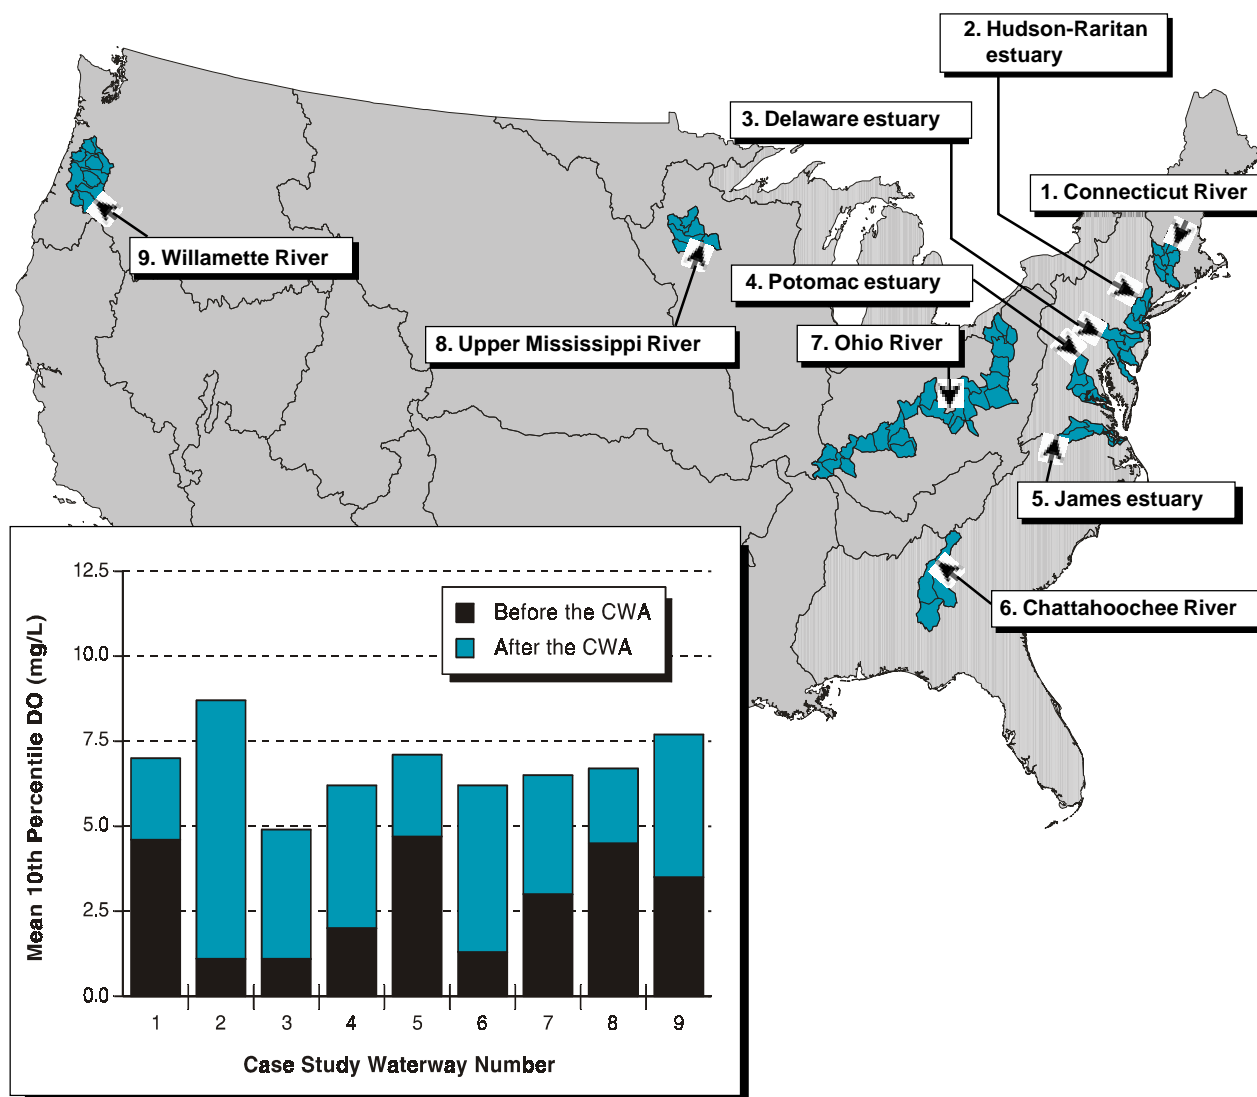 2. Hudson-Raritan
estuary
3. Delaware estuary
1. Connecticut River
9. Willamette River
4. Potomac estuary
8. Upper Mississippi River
7. Ohio River
5. James estuary
6. Chattahoochee River
Mean 10th Percentile DO (mg/L)
12.5
10.0
7.5
5.0
2.5
0.0
Before the CWA
After the CWA
1 2 3 4 5 6 7 8 9
Case Study Waterway Number